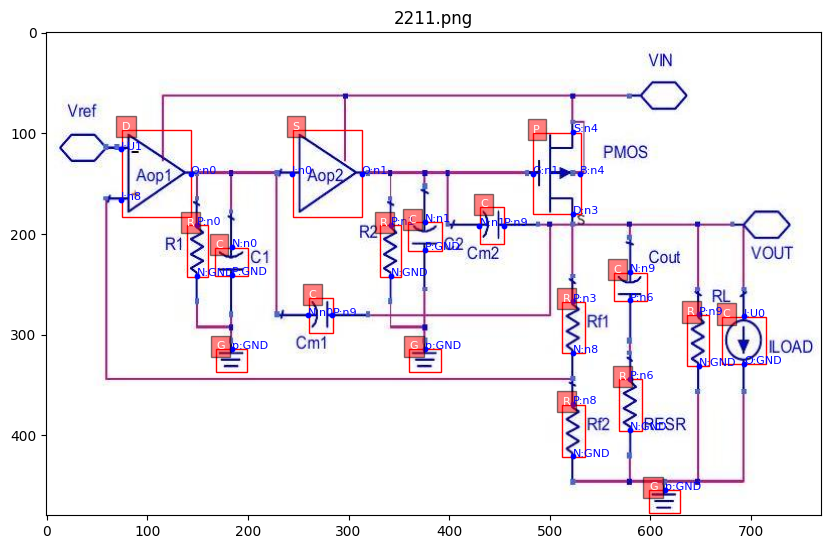 2211.png
VIN
Vref
D
I:U1
S
P
S:n4
PMOS
Aop1
O:n0
I:n0
Aop2
O:n1
G:n1
B:n4
I:n8
C
D:n3
S
R
P:n0
R
C
N:n1
N:n1
P:n9
R1
C
N:n0
R2
C2
Cm2
VOUT
C1
P:GND
Cout
N:GND
P:GND
N:GND
C
N:n9
C
R
P:n3
P:n6
RL
N:n0
P:n9
Rf1
R
P:n9
C
I:U0
Cm1
G
p:GND
G
p:GND
N:n8
ILOAD
N:GND
O:GND
R
P:n6
R
P:n8
Rf2
RESR
N:GND
N:GND
G
p:GND
0
100
200
300
400
0
100
200
300
400
500
600
700